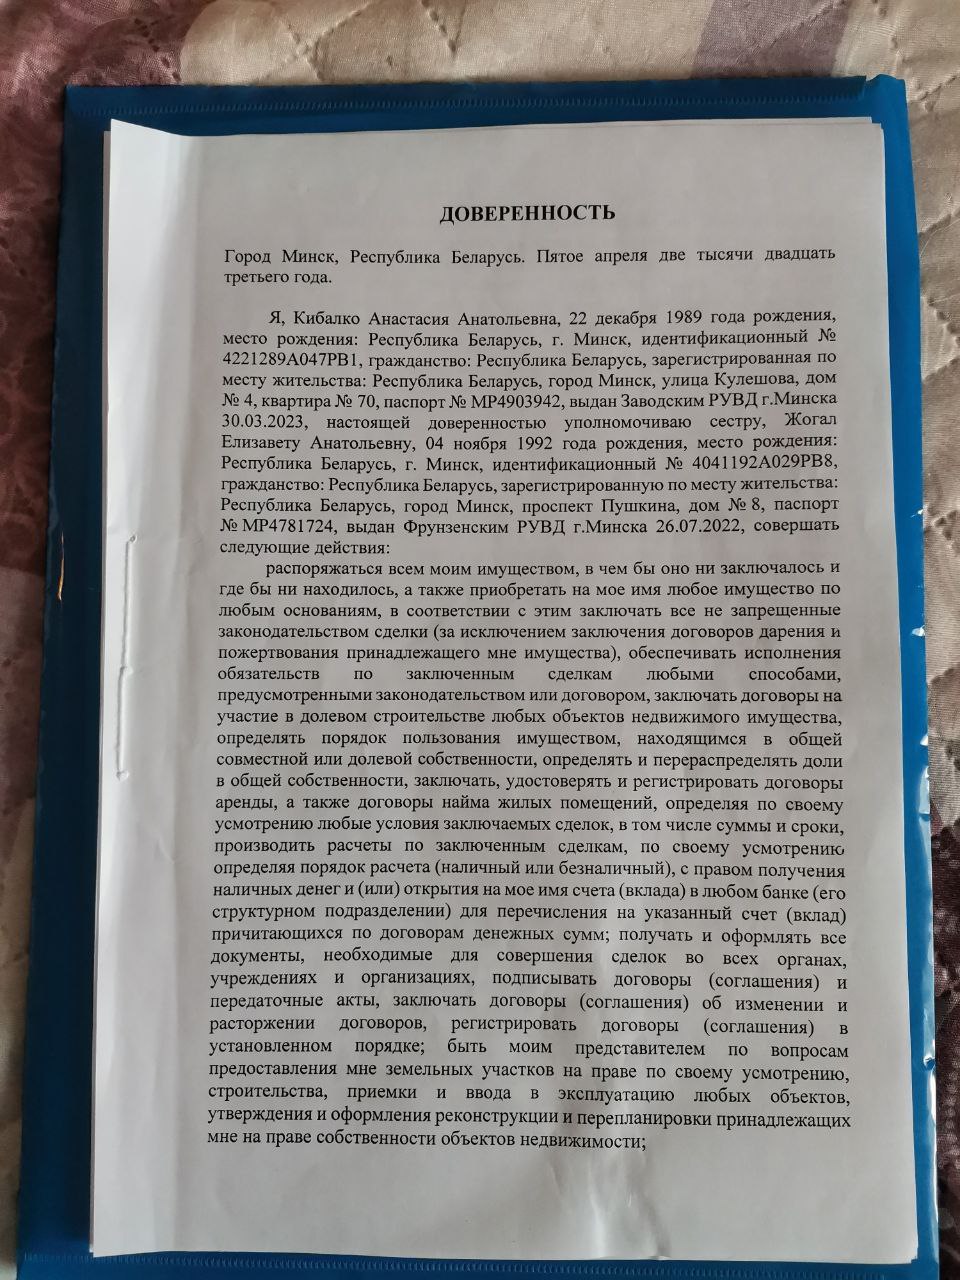 ДОВЕРЕННОСТЬ
Город Минск, Республика Беларусь. Пятое апреля две тысячи двадцать
третьего года.
Я, Кибалко Анастасия Анатольевна, 22 декабря 1989 года рождения,
место рождения: Республика Беларусь, г. Минск, идентификационный №
4221289А047РВ1, гражданство: Республика Беларусь, зарегистрированная по
месту жительства: Республика Беларусь, город Минск, улица Кулешова, дом
№ 4, квартира № 70, паспорт № МР4903942, выдан Заводским РУВД г.Минска
30.03.2023, настоящей доверенностью уполномочиваю сестру, Жогал
Елизавету Анатольевну, 04 ноября 1992 года рождения, место рождения:
Республика Беларусь, г. Минск, идентификационный № 4041192А029РВ8,
гражданство: Республика Беларусь, зарегистрированную по месту жительства:
Республика Беларусь, город Минск, проспект Пушкина, дом № 8, паспорт
№ МР4781724, выдан Фрунзенским РУВД г.Минска 26.07.2022, совершать
следующие действия:
распоряжаться всем моим имуществом, в чем бы оно ни заключалось и
где бы ни находилось, а также приобретать на мое имя любое имущество по
любым основаниям, в соответствии с этим заключать все не запрещенные
законодательством сделки (за исключением заключения договоров дарения и
пожертвования принадлежащего мне имущества), обеспечивать исполнения
обязательств по заключенным сделкам любыми способами,
предусмотренными законодательством или договором, заключать договоры на
участие в долевом строительстве любых объектов недвижимого имущества,
определять порядок пользования имуществом, находящимся в общей
совместной или долевой собственности, определять и перераспределять доли
в общей собственности, заключать, удостоверять и регистрировать договоры
аренды, а также договоры найма жилых помещений, определяя по своему
усмотрению любые условия заключаемых сделок, в том числе суммы и сроки,
производить расчеты по заключенным сделкам, по своему усмотрению
определяя порядок расчета (наличный или безналичный), с правом получения
наличных денег и (или) открытия на мое имя счета (вклада) в любом банке (его
структурном подразделении) для перечисления на указанный счет (вклад)
причитающихся по договорам денежных сумм; получать и оформлять все
документы, необходимые для совершения сделок во всех органах,
учреждениях и организациях, подписывать договоры (соглашения) и
передаточные акты, заключать договоры (соглашения) об изменении и
расторжении договоров, регистрировать договоры (соглашения) в
установленном порядке; быть моим представителем по вопросам
предоставления мне земельных участков на праве по своему усмотрению,
строительства, приемки и ввода в эксплуатацию любых объектов,
утверждения и оформления реконструкции и перепланировки принадлежащих
мне на праве собственности объектов недвижимости;